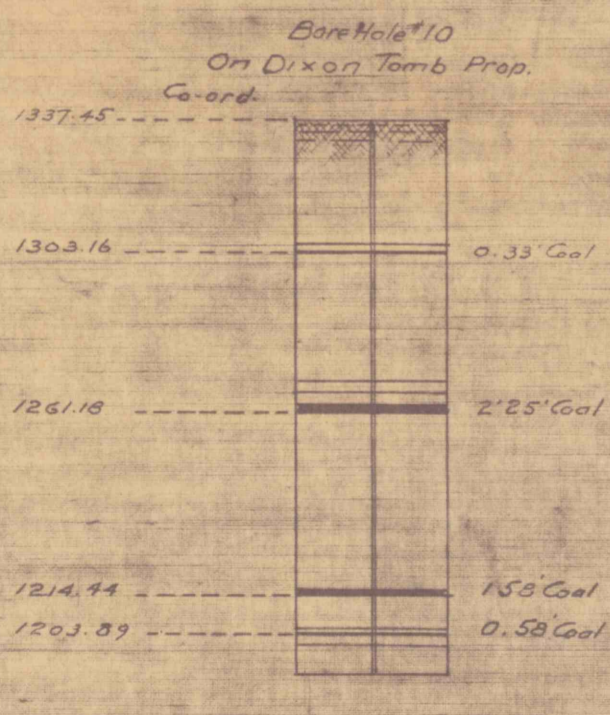 Bore Hole #10
On Dixon Tomb Prop.
Co-ord.
1337.45
1303.16 0.33' Coal
1261.18 2'25' Coal
1214.44 1.58' Coal
1203.89 0.58' Coal